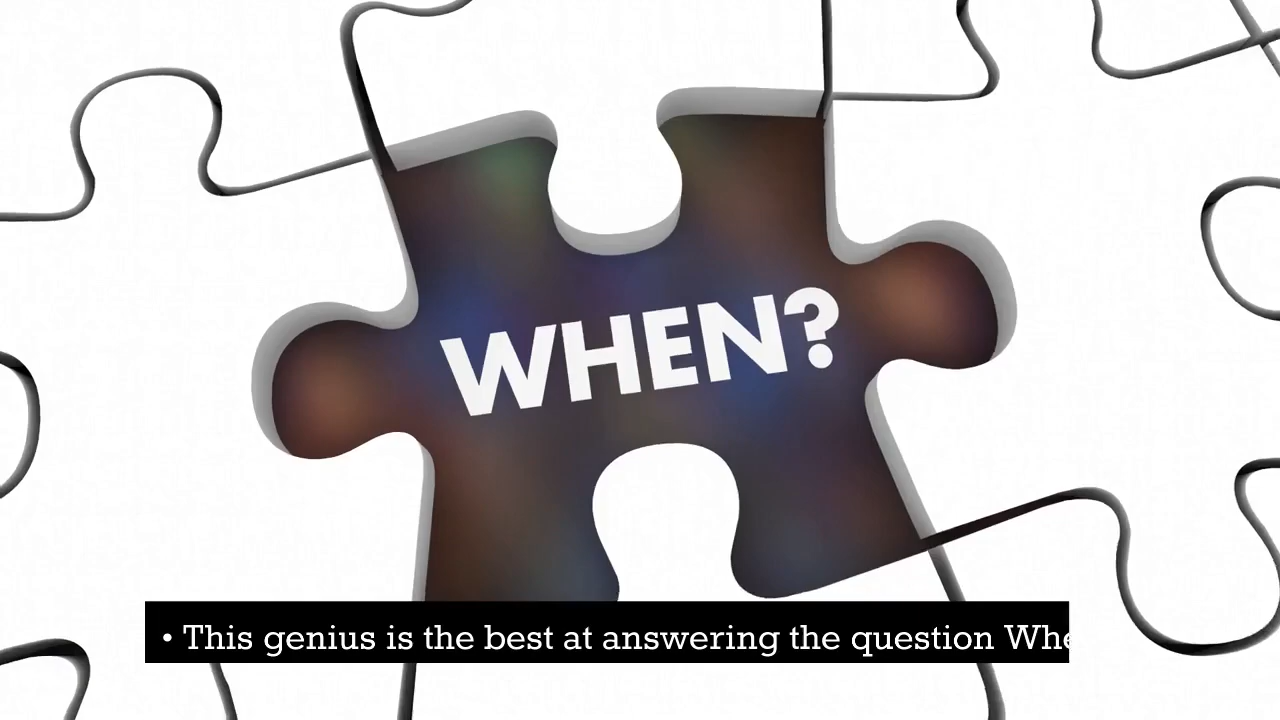 WHEN?
• This genius is the best at answering the question